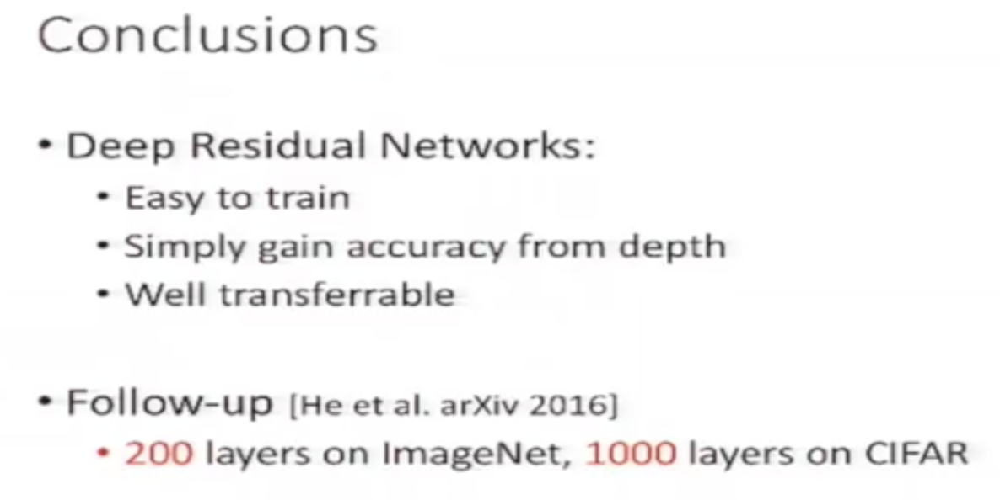 Conclusions
• Deep Residual Networks:
• Easy to train
• Simply gain accuracy from depth
• Well transferrable
• Follow-up [He et al. arXiv 2016]
• 200 layers on ImageNet, 1000 layers on CIFAR